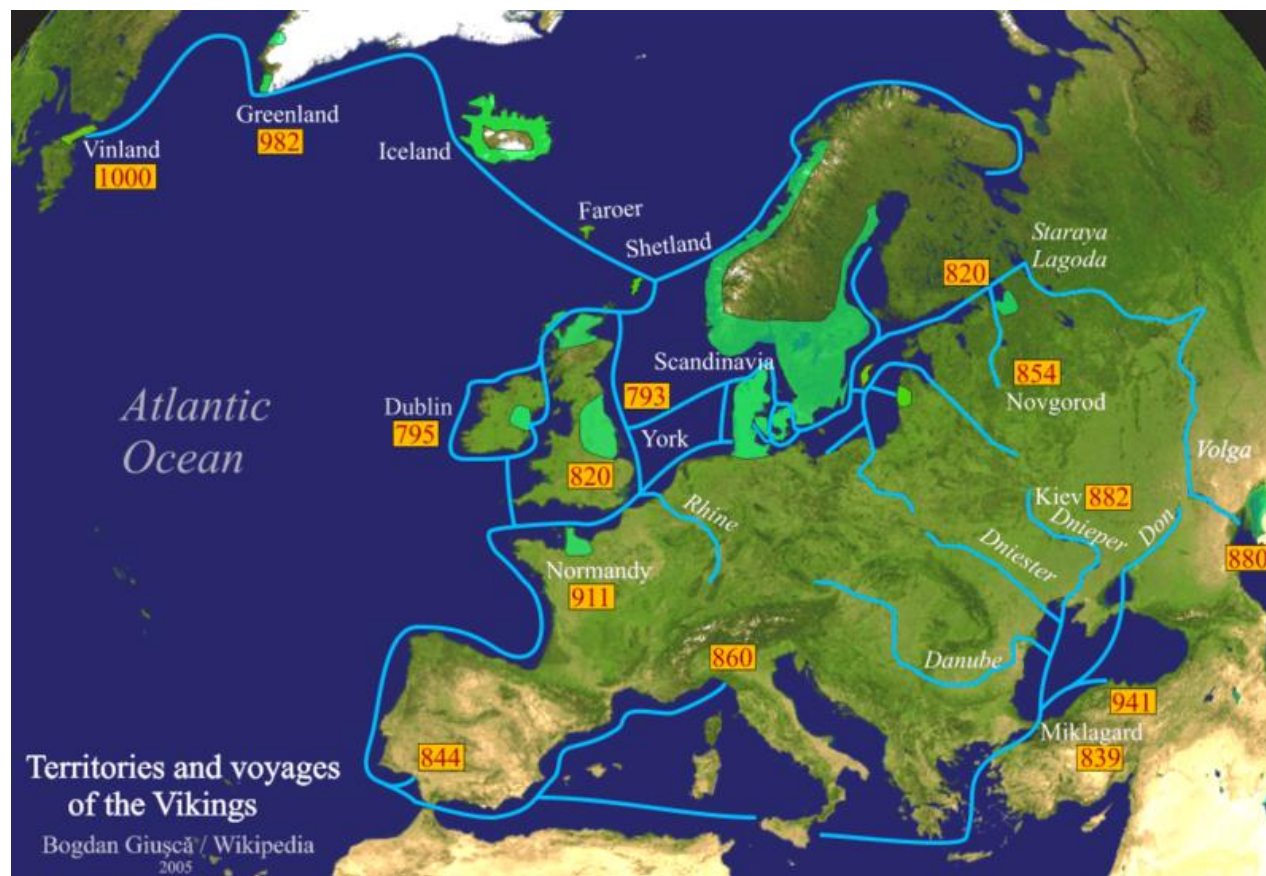 Greenland
982
Vinland
1000
Iceland
Faroer
Shetland
Staraya
Lagoda
820
Scandinavia
793
854
Novgorod
Atlantic
Ocean
Dublin
795
York
820
Volga
Rhine
Kiev 882
Dnieper
Don
Dniester
880
Normandy
911
860
Danube
941
Miklagard
839
844
Territories and voyages
of the Vikings
Bogdan Giuşcă / Wikipedia
2005